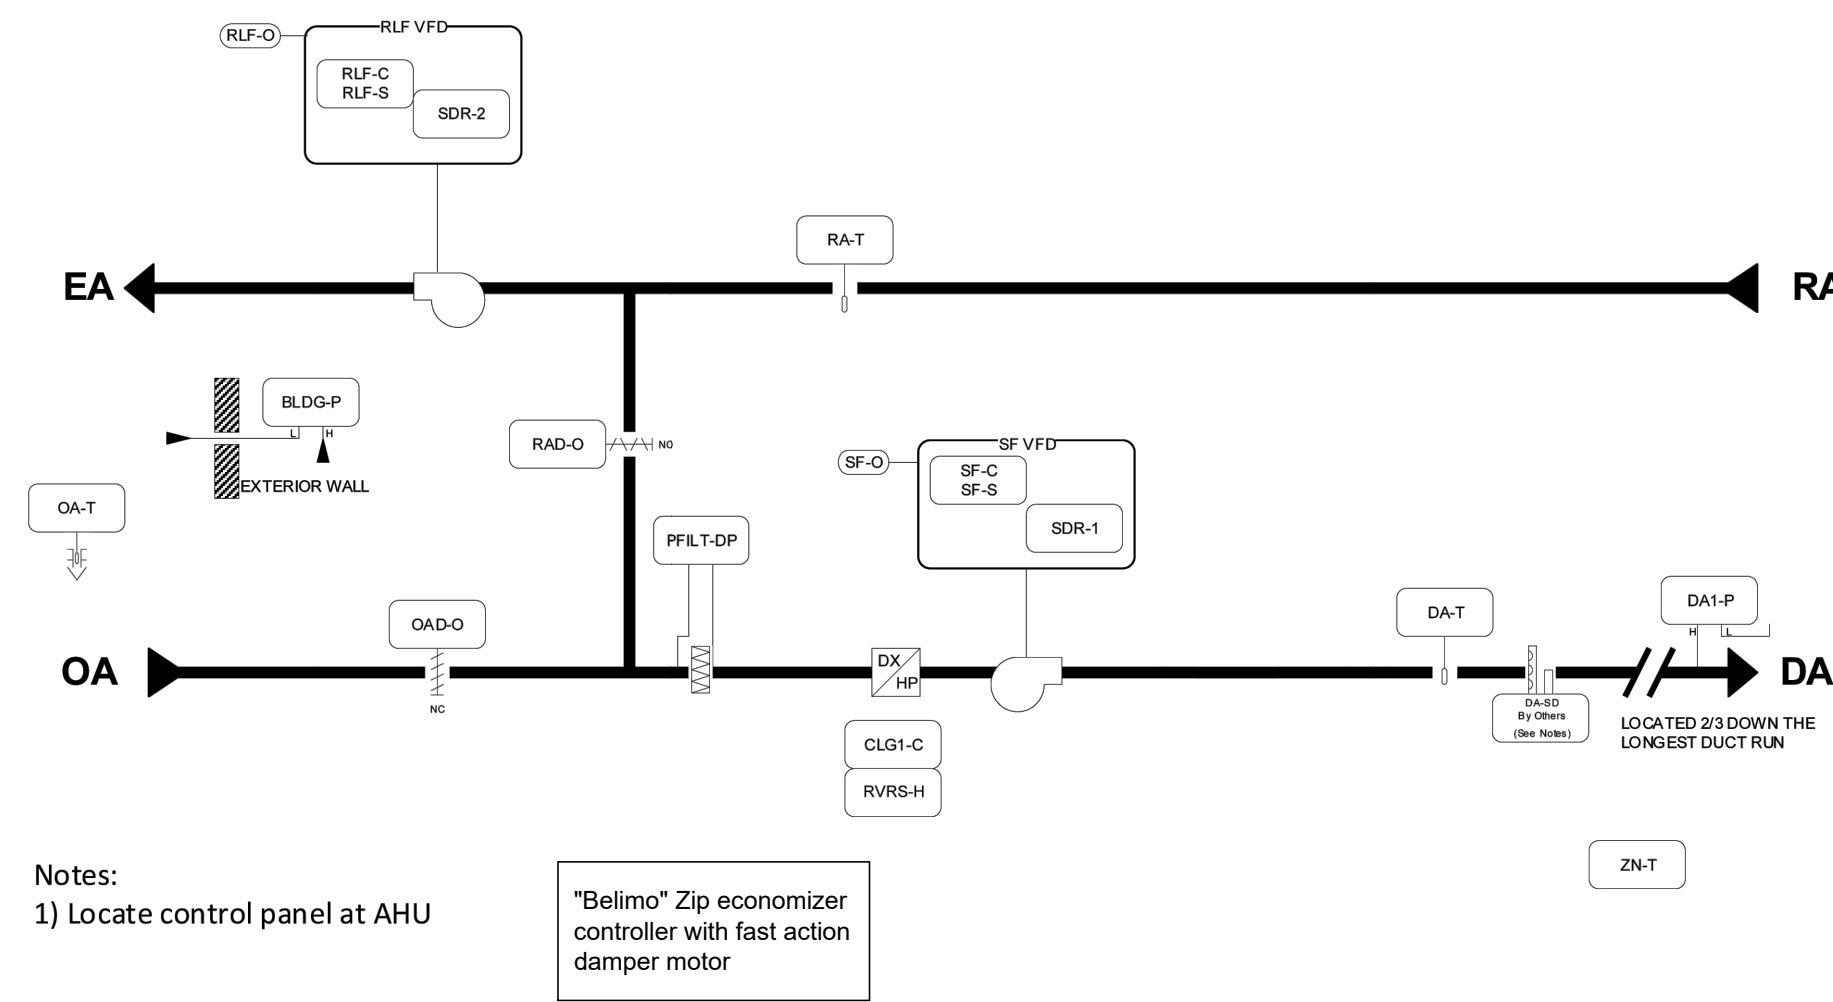 RLF-O
RLF VFD
RLF-C
RLF-S
SDR-2
RA-T
EA
RA
BLDG-P
L
H
EXTERIOR WALL
RAD-O
NO
SF-O
SF VFD
SF-C
SF-S
SDR-1
OA-T
PFILT-DP
OAD-O
NC
OA
DX
HP
DA-T
DA1-P
H
L
DA
DA-SD
By Others
(See Notes)
LOCATED 2/3 DOWN THE
LONGEST DUCT RUN
CLG1-C
RVRS-H
ZN-T
Notes:
1) Locate control panel at AHU
"Belimo" Zip economizer
controller with fast action
damper motor